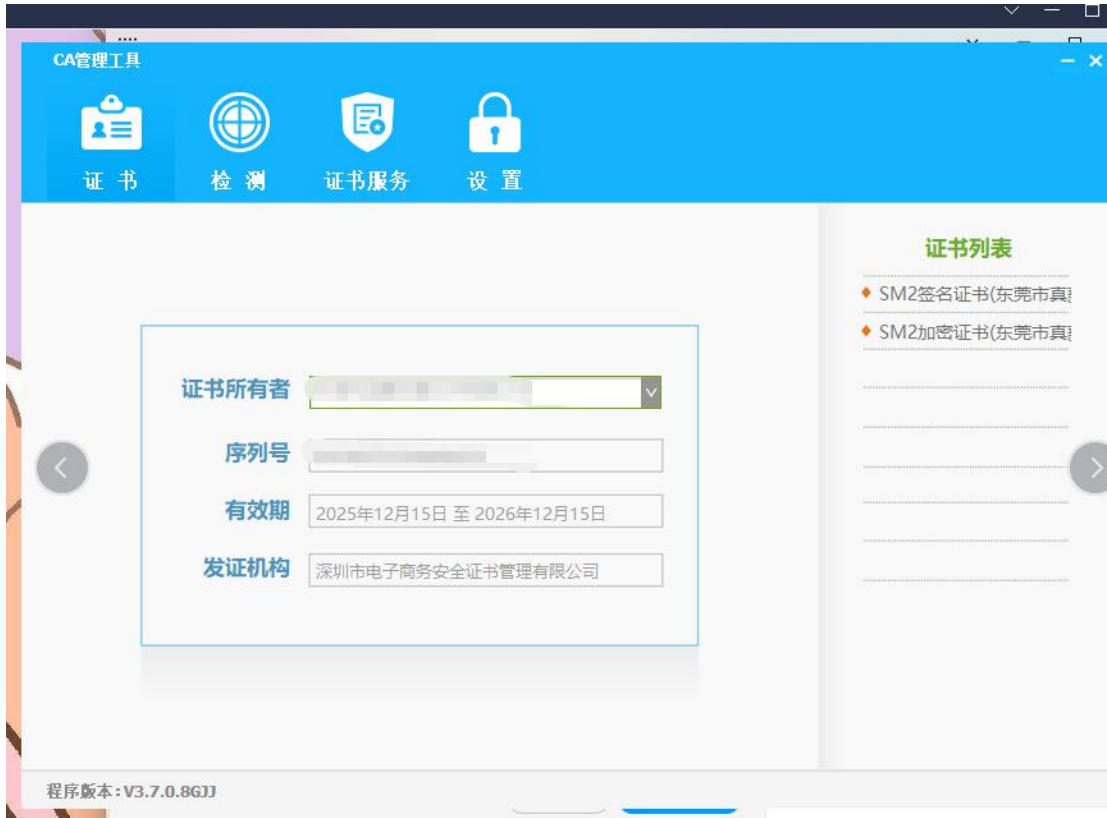 CA管理工具
证 书 检 测 证书服务 设 置
证书列表
SM2签名证书(东莞市真
SM2加密证书(东莞市真
证书所有者
序列号
有效期 2025年12月15日 至 2026年12月15日
发证机构 深圳市电子商务安全证书管理有限公司
程序版本:V3.7.0.8GJJ